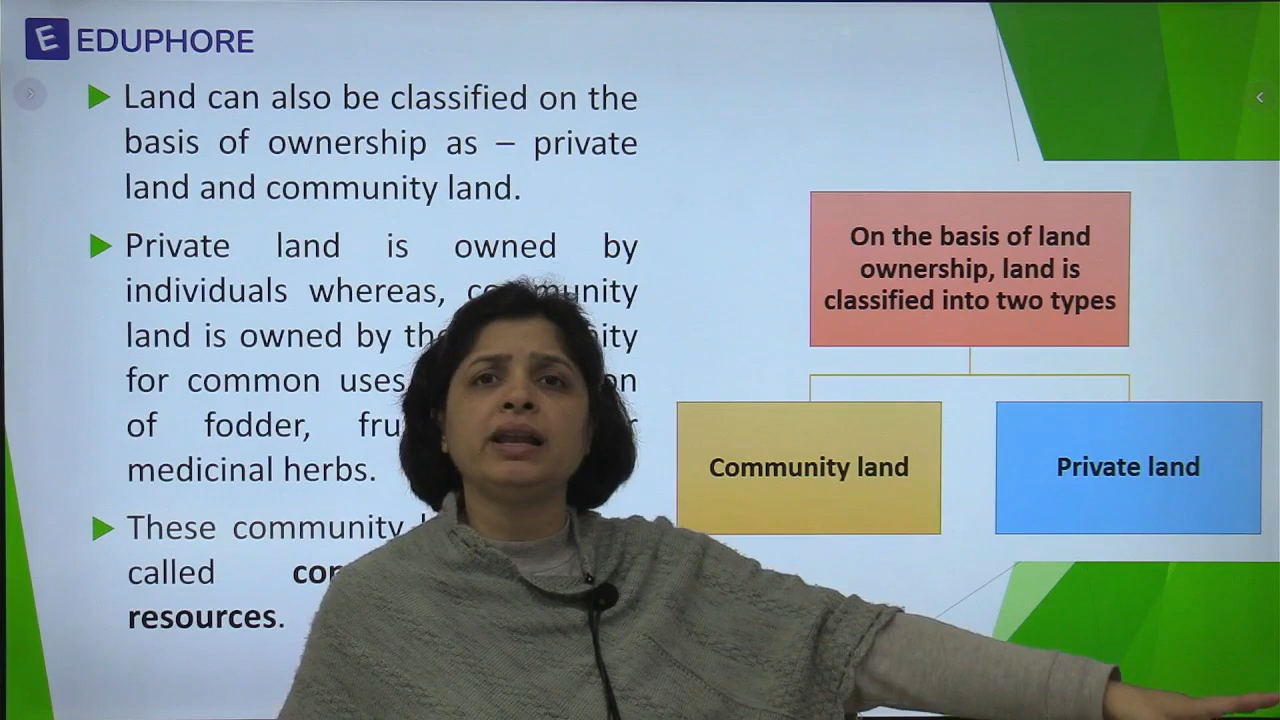 E EDUPHORE
Land can also be classified on the
basis of ownership as – private
land and community land.
Private land is owned by
individuals whereas, community
land is owned by the
for common uses
of fodder,
medicinal herbs.
These community
called
resources.
On the basis of land
ownership, land is
classified into two types
Community land
Private land